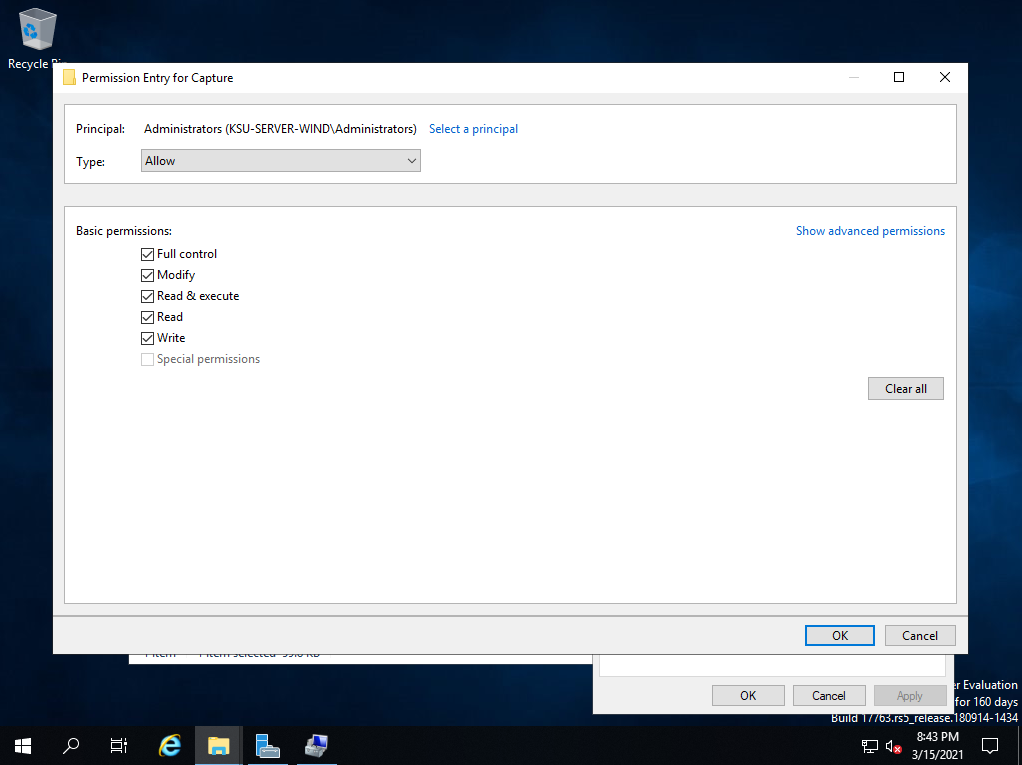 Recycle Bin
Permission Entry for Capture
Principal: Administrators (KSU-SERVER-WIND\Administrators) Select a principal
Type: Allow
Basic permissions: Show advanced permissions
Full control
Modify
Read & execute
Read
Write
Special permissions
Clear all
OK Cancel
OK Cancel Apply
Evaluation
for 160 days
Build 17763.rs5_release.180914-1434
8:43 PM
3/15/2021